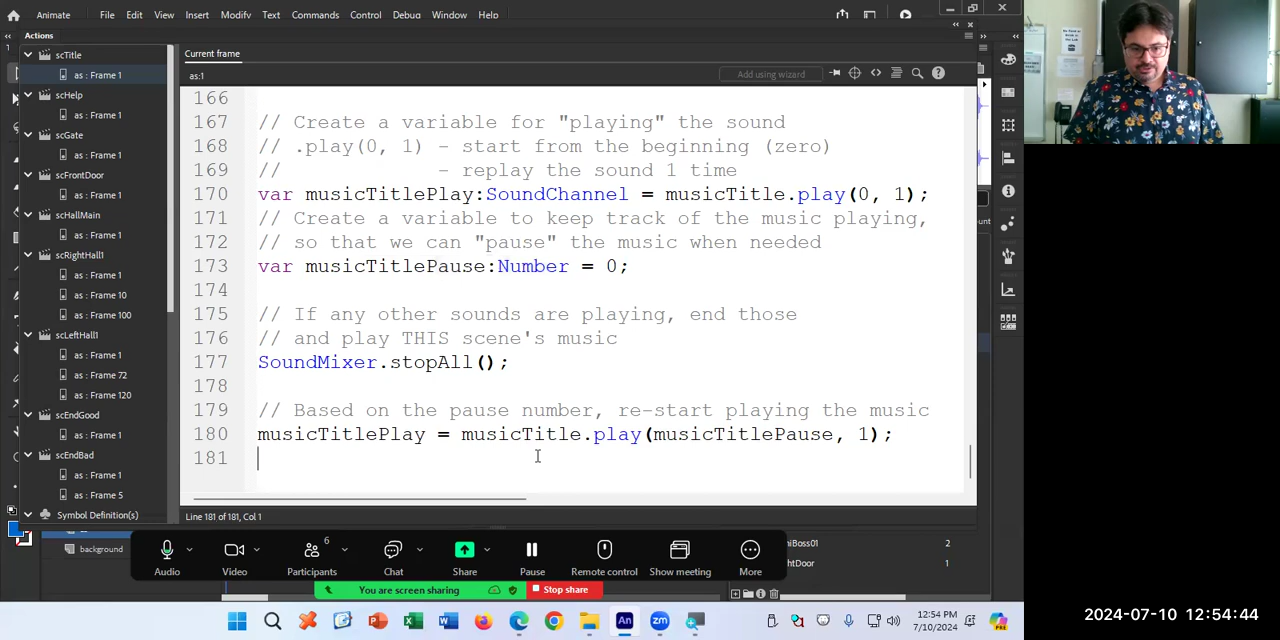 Animate File Edit View Insert Modify Text Commands Control Debug Window Help
Actions
scTitle
as : Frame 1
scHelp
as : Frame 1
scGate
as : Frame 1
scFrontDoor
as : Frame 1
scHallMain
as : Frame 1
scRightHall1
as : Frame 1
as : Frame 10
as : Frame 100
scLeftHall1
as : Frame 1
as : Frame 72
as : Frame 120
scEndGood
as : Frame 1
scEndBad
as : Frame 1
as : Frame 5
Symbol Definition(s)
background
Current frame
as:1
Add using wizard
166
167 // Create a variable for "playing" the sound
168 // .play(0, 1) - start from the beginning (zero)
169 // - replay the sound 1 time
170 var musicTitlePlay:SoundChannel = musicTitle.play(0, 1);
171 // Create a variable to keep track of the music playing,
172 // so that we can "pause" the music when needed
173 var musicTitlePause:Number = 0;
174
175 // If any other sounds are playing, end those
176 // and play THIS scene's music
177 SoundMixer.stopAll();
178
179 // Based on the pause number, re-start playing the music
180 musicTitlePlay = musicTitle.play(musicTitlePause, 1);
181
Line 181 of 181, Col 1
niBoss01 2
htDoor 1
6
Audio Video Participants Chat Share Pause Remote control Show meeting More
You are screen sharing Stop share
12:54 PM
7/10/2024
2024-07-10 12:54:44